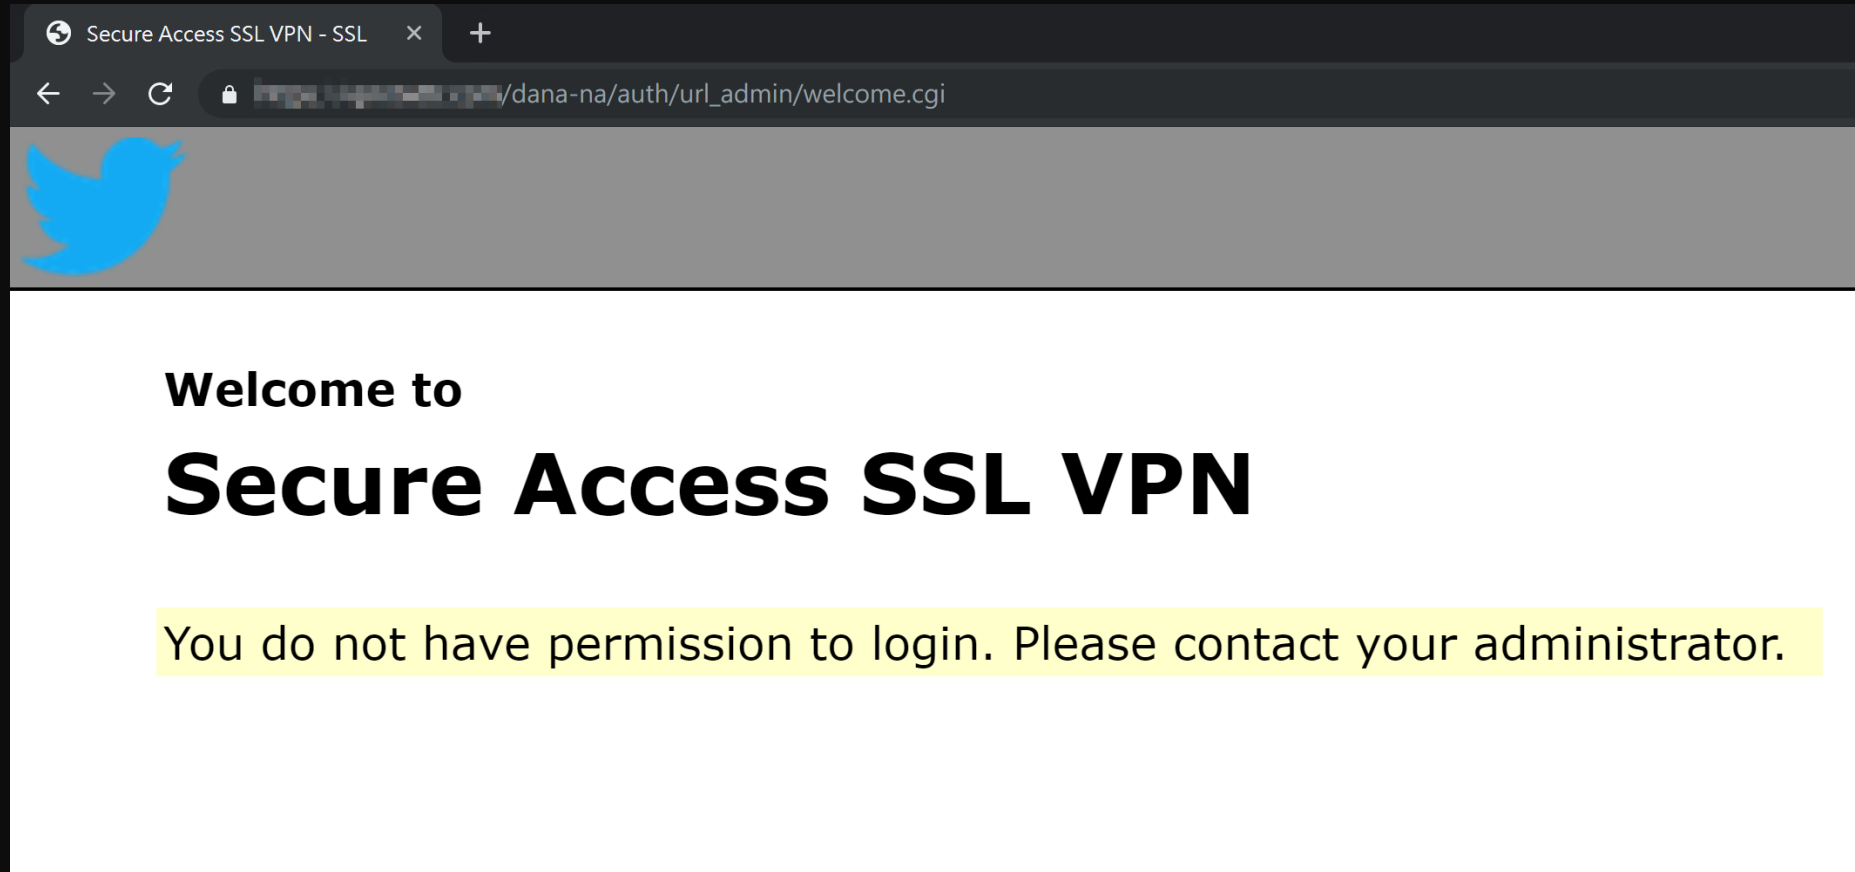 Secure Access SSL VPN - SSL
/dana-na/auth/url_admin/welcome.cgi
Welcome to
Secure Access SSL VPN
You do not have permission to login. Please contact your administrator.